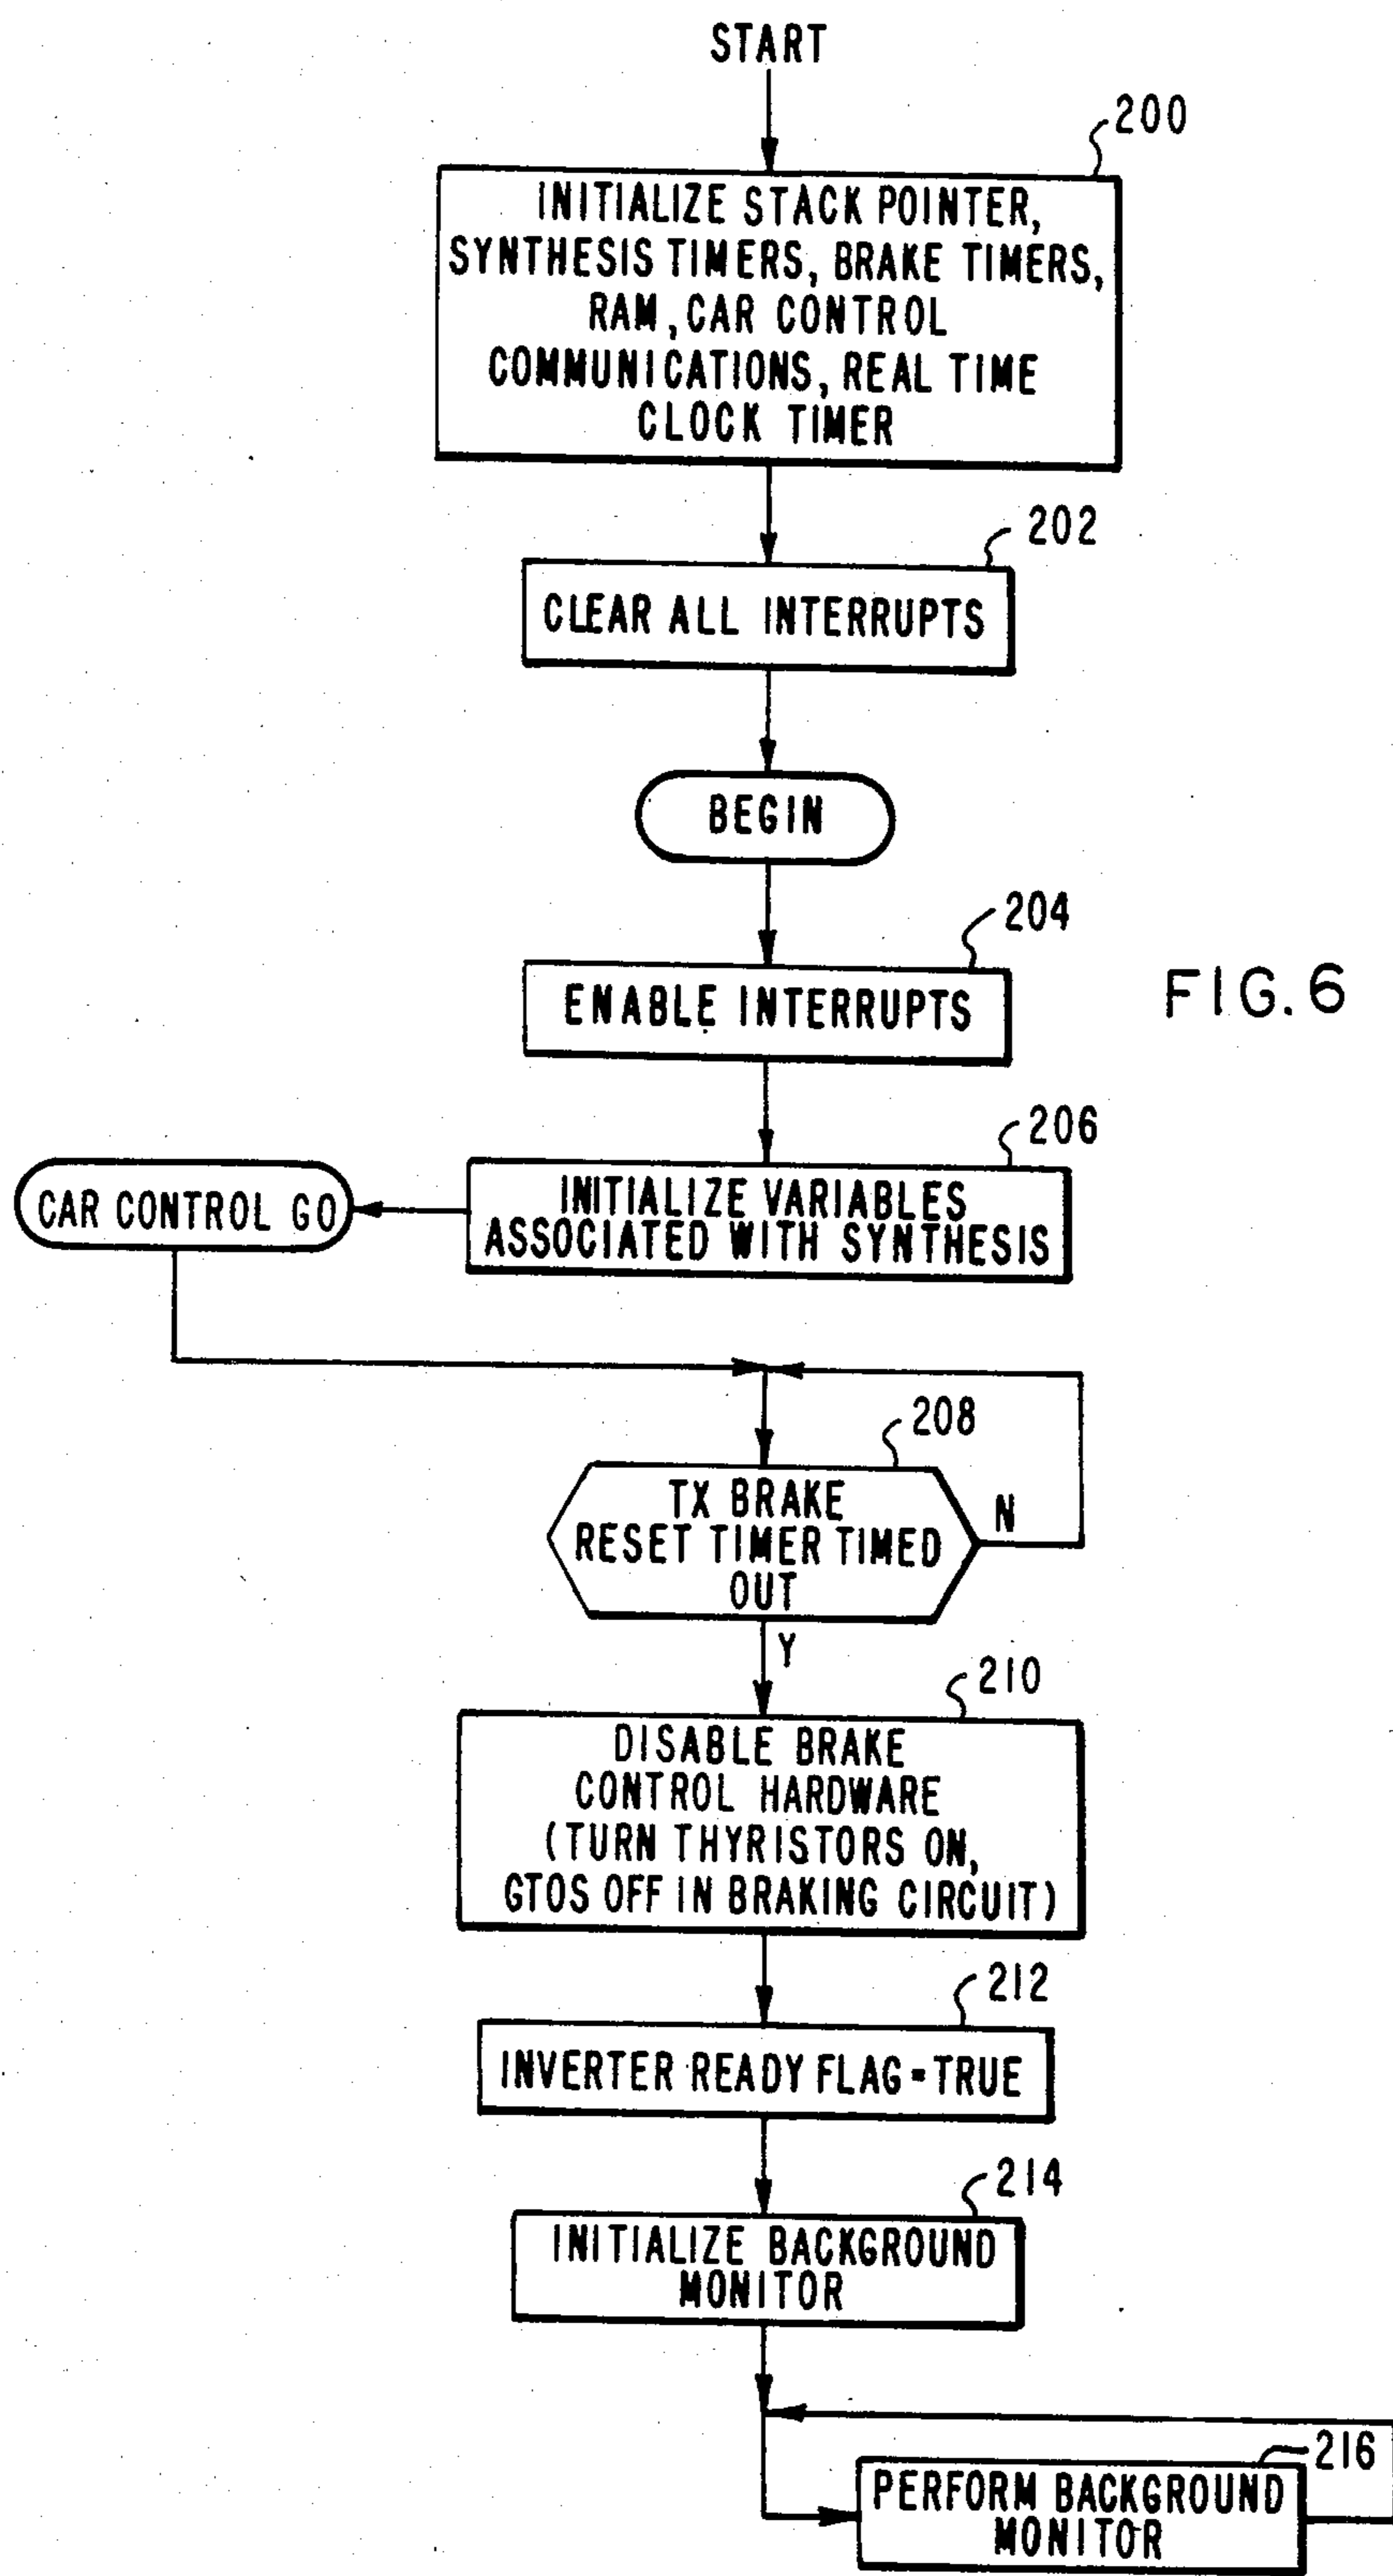 START
200
INITIALIZE STACK POINTER,
SYNTHESIS TIMERS, BRAKE TIMERS,
RAM, CAR CONTROL
COMMUNICATIONS, REAL TIME
CLOCK TIMER
202
CLEAR ALL INTERRUPTS
BEGIN
204
ENABLE INTERRUPTS
FIG. 6
206
INITIALIZE VARIABLES
ASSOCIATED WITH SYNTHESIS
CAR CONTROL GO
208
TX BRAKE
RESET TIMER TIMED
OUT
N
Y
210
DISABLE BRAKE
CONTROL HARDWARE
(TURN THYRISTORS ON,
GTOS OFF IN BRAKING CIRCUIT)
212
INVERTER READY FLAG=TRUE
214
INITIALIZE BACKGROUND
MONITOR
216
PERFORM BACKGROUND
MONITOR